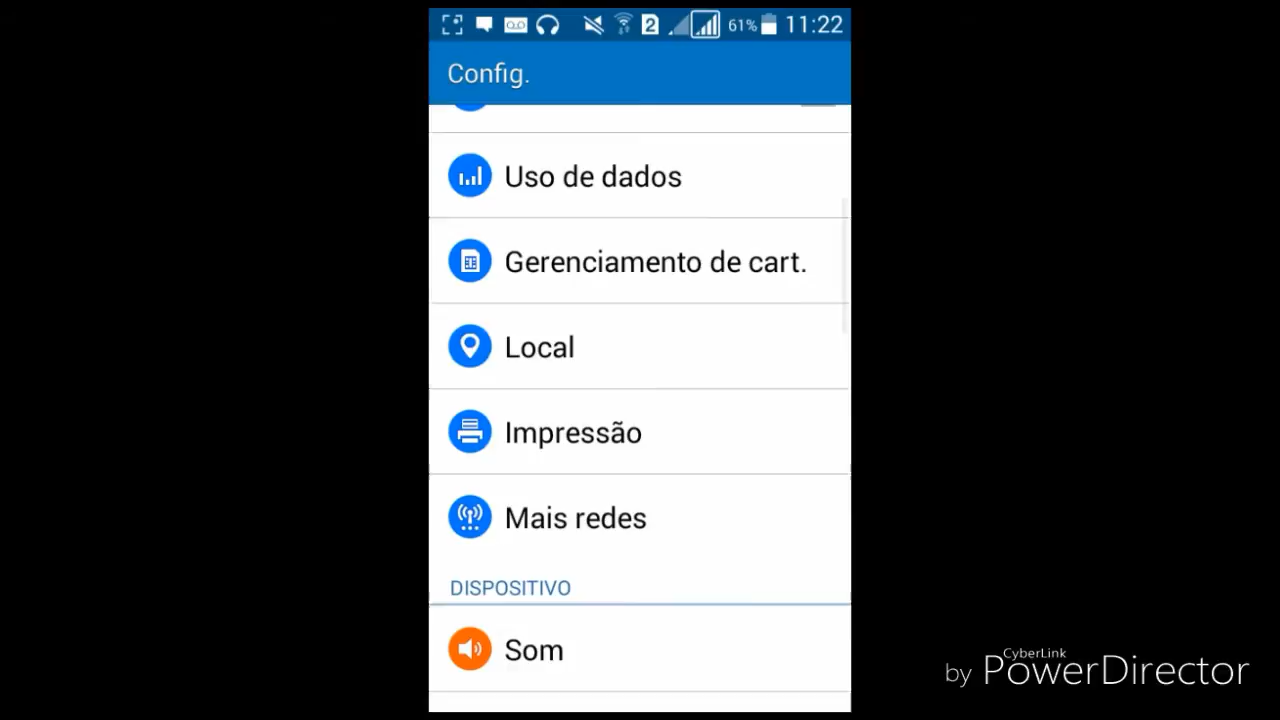 2 61% 11:22
Config.
Uso de dados
Gerenciamento de cart.
Local
Impressão
Mais redes
DISPOSITIVO
Som
CyberLink
by PowerDirector